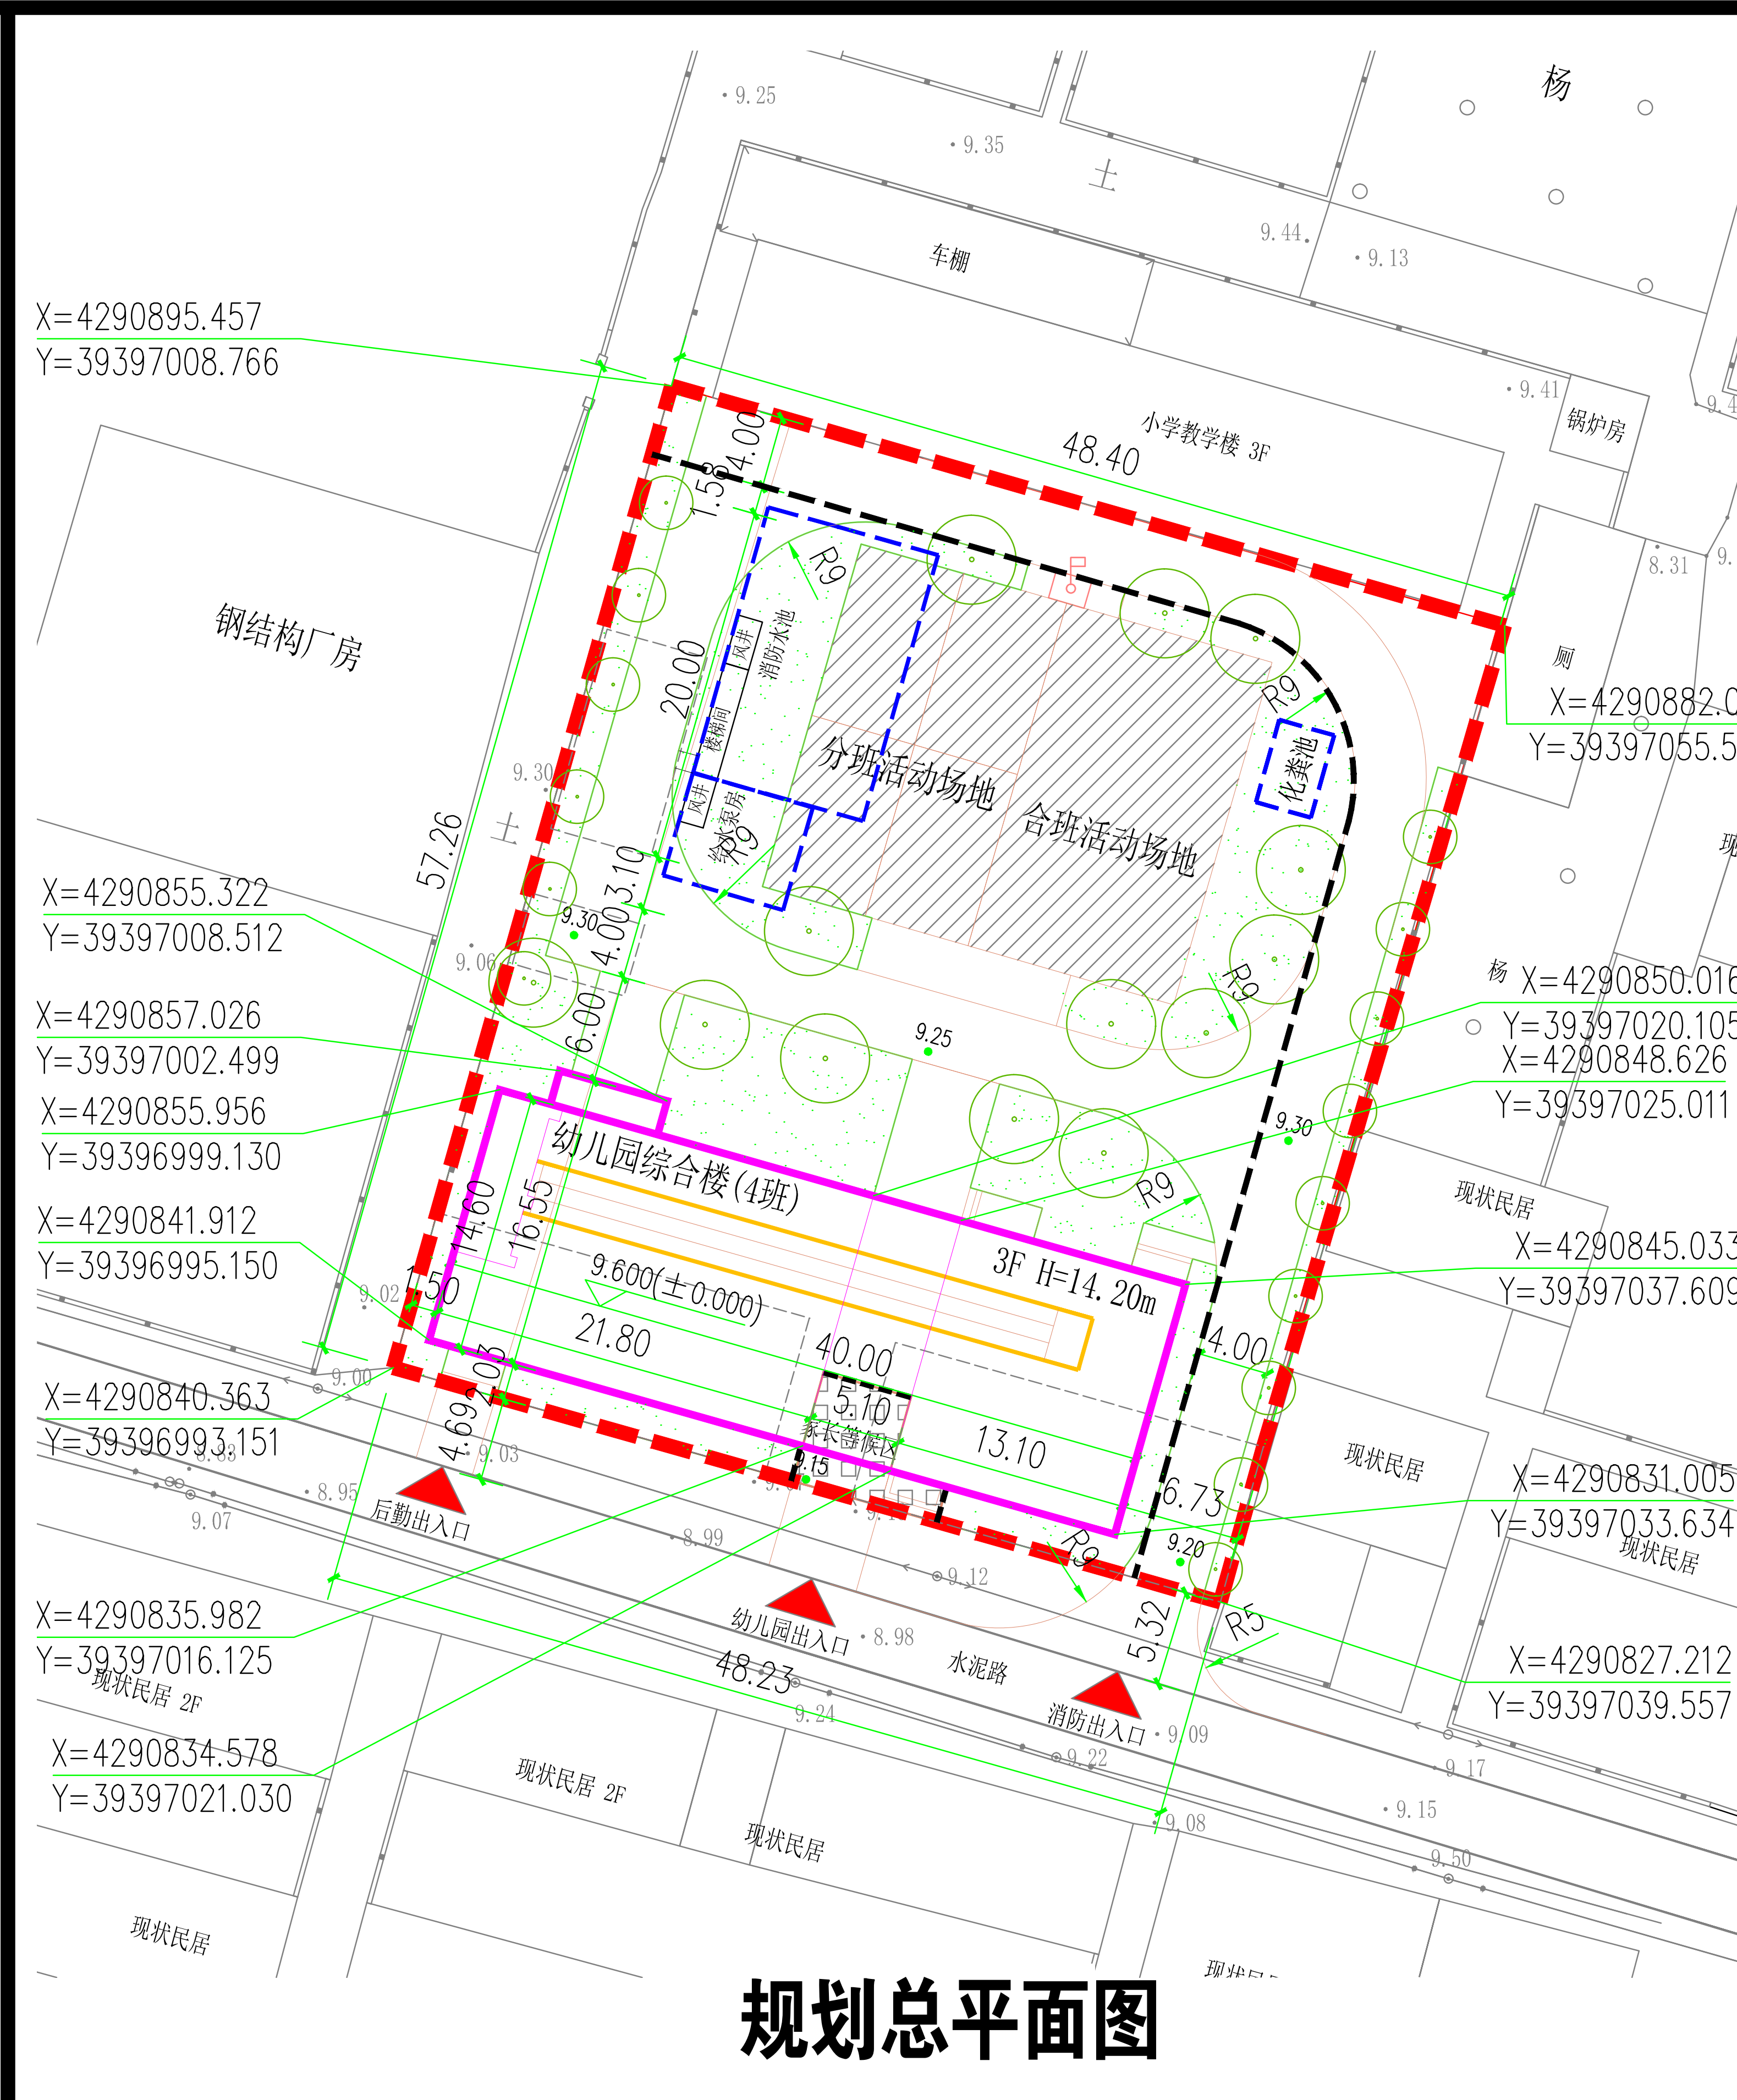 杨
9.25
9.35
土
9.44
9.13
车棚
X=4290895.457
Y=39397008.766
9.41
小学教学楼 3F
锅炉房
48.40
4.00
1.58
8.31
钢结构厂房
R9
风井
消防水池
厕
20.00
R9
X=4290882.0
Y=39397055.5
楼梯间
分班活动场地
化粪池
9.30
风井
给水泵房
R9
土
合班活动场地
57.26
3.10
X=4290855.322
Y=39397008.512
9.30
4.00
9.06
杨
X=4290850.016
Y=39397020.105
R9
X=4290857.026
Y=39397002.499
6.00
9.25
X=4290848.626
Y=39397025.011
X=4290855.956
Y=39396999.130
9.30
幼儿园综合楼(4班)
现状民居
R9
14.60
16.55
X=4290841.912
Y=39396995.150
X=4290845.033
Y=39397037.609
3F H=14.20m
9.600(±0.000)
1.50
9.02
21.80
40.00
4.00
9.00
2.03
5.10
X=4290840.363
Y=39396993.151
4.69
家长等候区
13.10
现状民居
8.83
9.03
9.15
X=4290831.005
Y=39397033.634
8.95
6.73
后勤出入口
9.07
8.99
R9
9.20
现状民居
9.12
X=4290835.982
Y=39397016.125
幼儿园出入口
8.98
R5
5.32
X=4290827.212
Y=39397039.557
现状民居 2F
48.23
水泥路
9.24
消防出入口
9.09
X=4290834.578
Y=39397021.030
9.22
9.17
现状民居 2F
9.15
9.08
现状民居
9.50
现状民居
规划总平面图